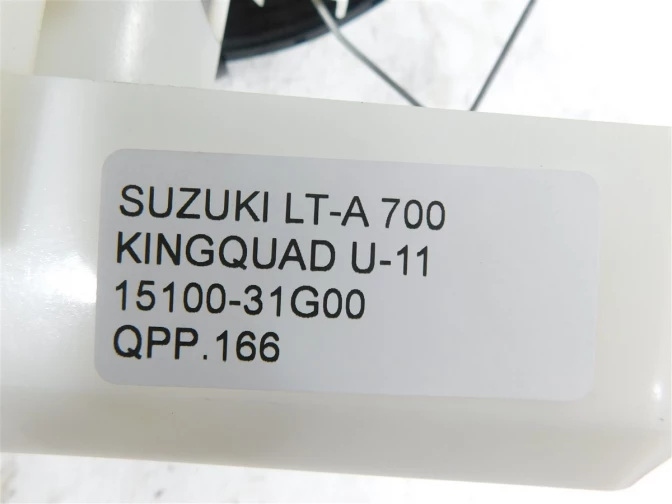 SUZUKI LT-A 700
KINGQUAD U-11
15100-31G00
QPP.166